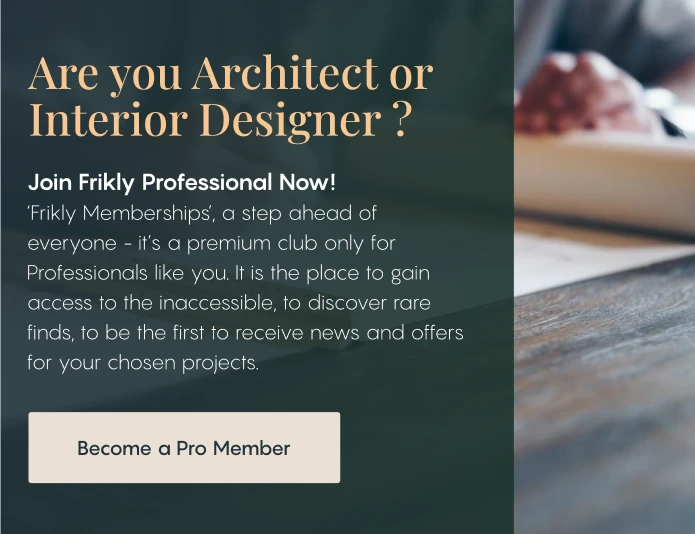 Are you Architect or
Interior Designer ?
Join Frikly Professional Now!
‘Frikly Memberships’, a step ahead of
everyone - it’s a premium club only for
Professionals like you. It is the place to gain
access to the inaccessible, to discover rare
finds, to be the first to receive news and offers
for your chosen projects.
Become a Pro Member